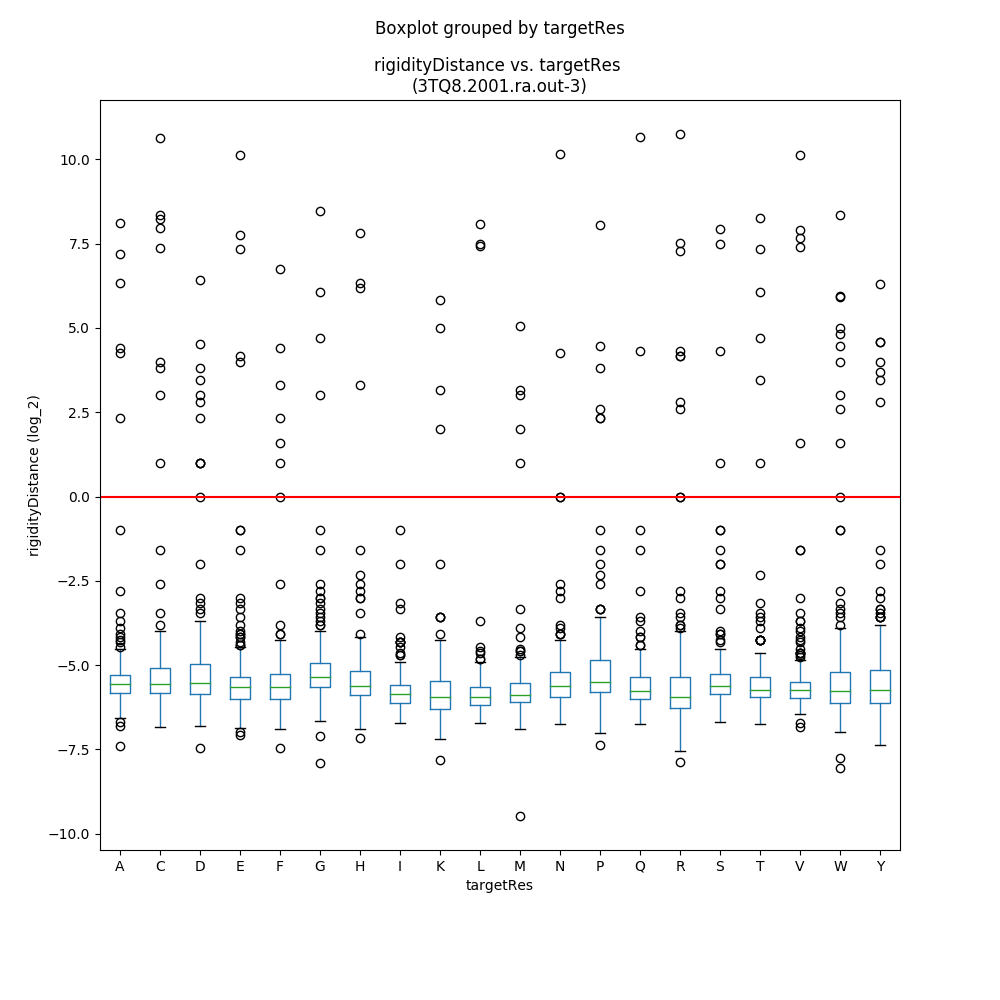 Boxplot grouped by targetRes
rigidityDistance vs. targetRes
(3TQ8.2001.ra.out-3)
10.0
7.5
5.0
2.5
0.0
−2.5
−5.0
−7.5
−10.0
rigidityDistance (log_2)
A C D E F G H I K L M N P Q R S T V W Y
targetRes